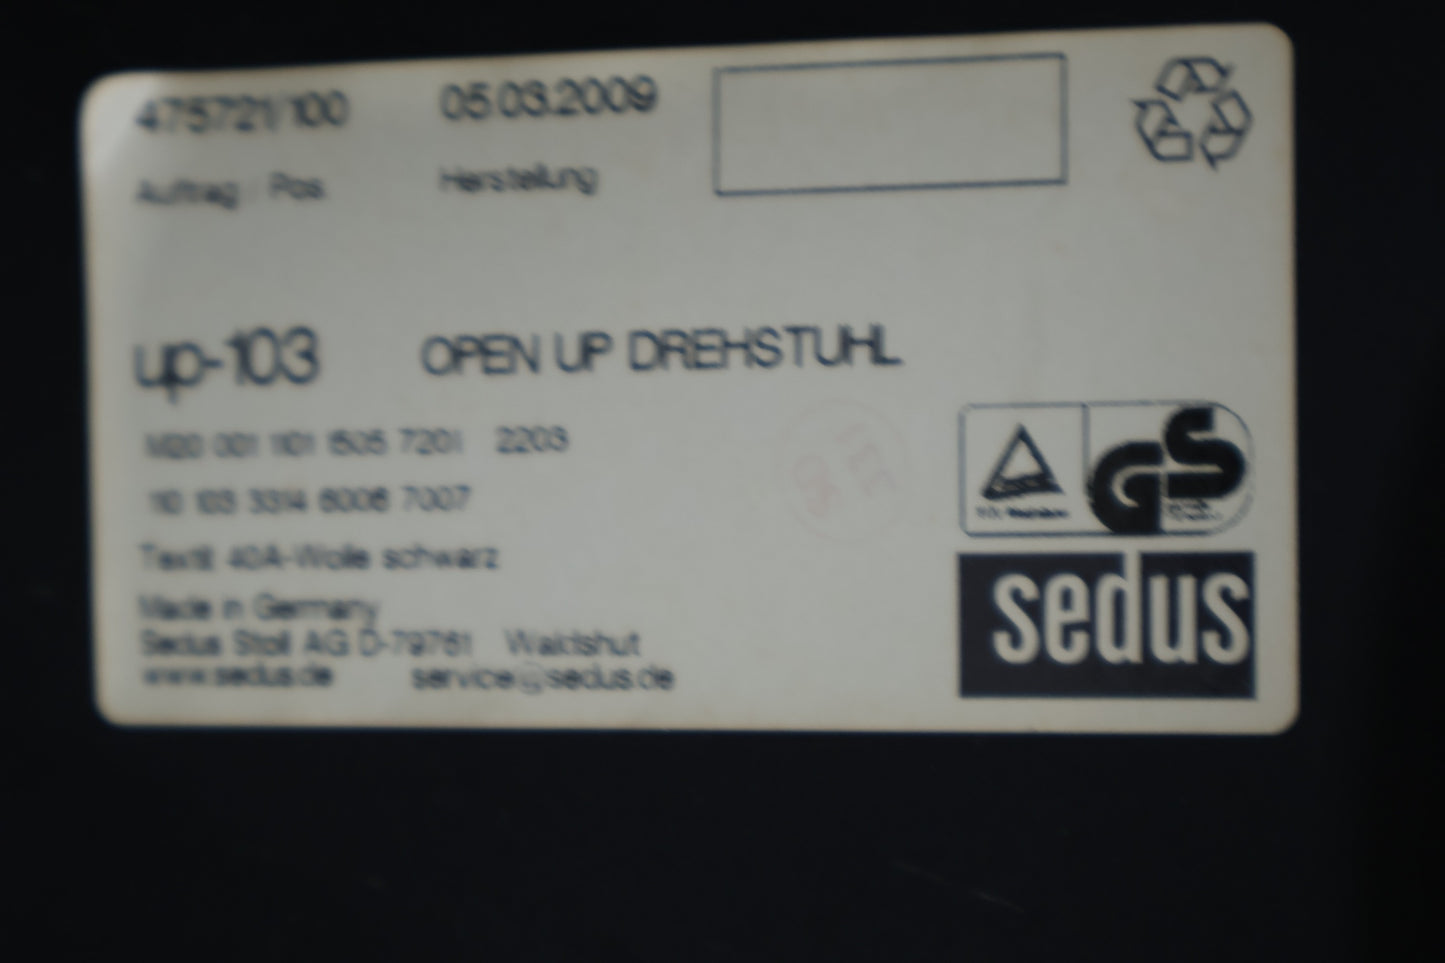 475721/100 05.03.2009
Auftrag / Pos. Herstellung
up-103 OPEN UP DREHSTUHL
M20 001 1101 1505 7201 2203
110 103 3314 6006 7007
Textil 40A-Wolle schwarz
Made in Germany
Sedus Stoll AG D-79761 Waldshut
www.sedus.de service@sedus.de
GS
sedus